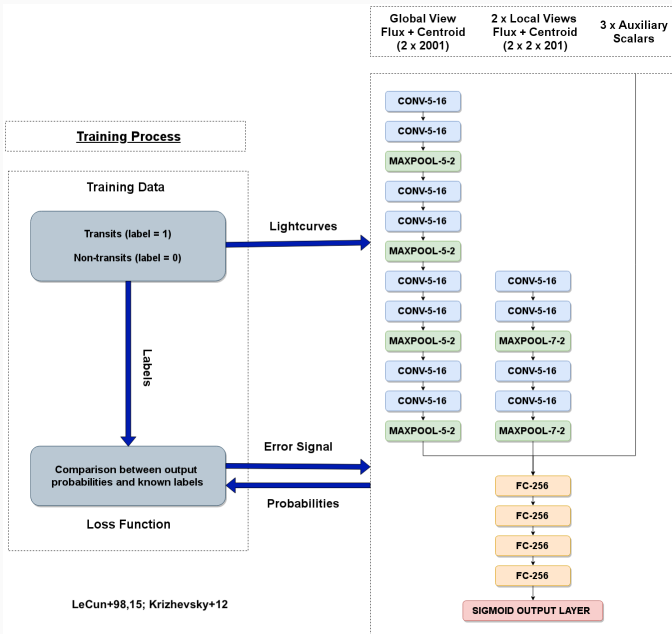 Global View
Flux + Centroid
(2 x 2001)
2 x Local Views
Flux + Centroid
(2 x 2 x 201)
3 x Auxiliary
Scalars
Training Process
Training Data
Transits (label = 1)
Non-transits (label = 0)
Lightcurves
Labels
Comparison between output
probabilities and known labels
Loss Function
Error Signal
Probabilities
LeCun+98,15; Krizhevsky+12
CONV-5-16
CONV-5-16
MAXPOOL-5-2
CONV-5-16
CONV-5-16
MAXPOOL-5-2
CONV-5-16
CONV-5-16
MAXPOOL-5-2
CONV-5-16
CONV-5-16
MAXPOOL-5-2
CONV-5-16
CONV-5-16
MAXPOOL-7-2
CONV-5-16
CONV-5-16
MAXPOOL-7-2
FC-256
FC-256
FC-256
FC-256
SIGMOID OUTPUT LAYER